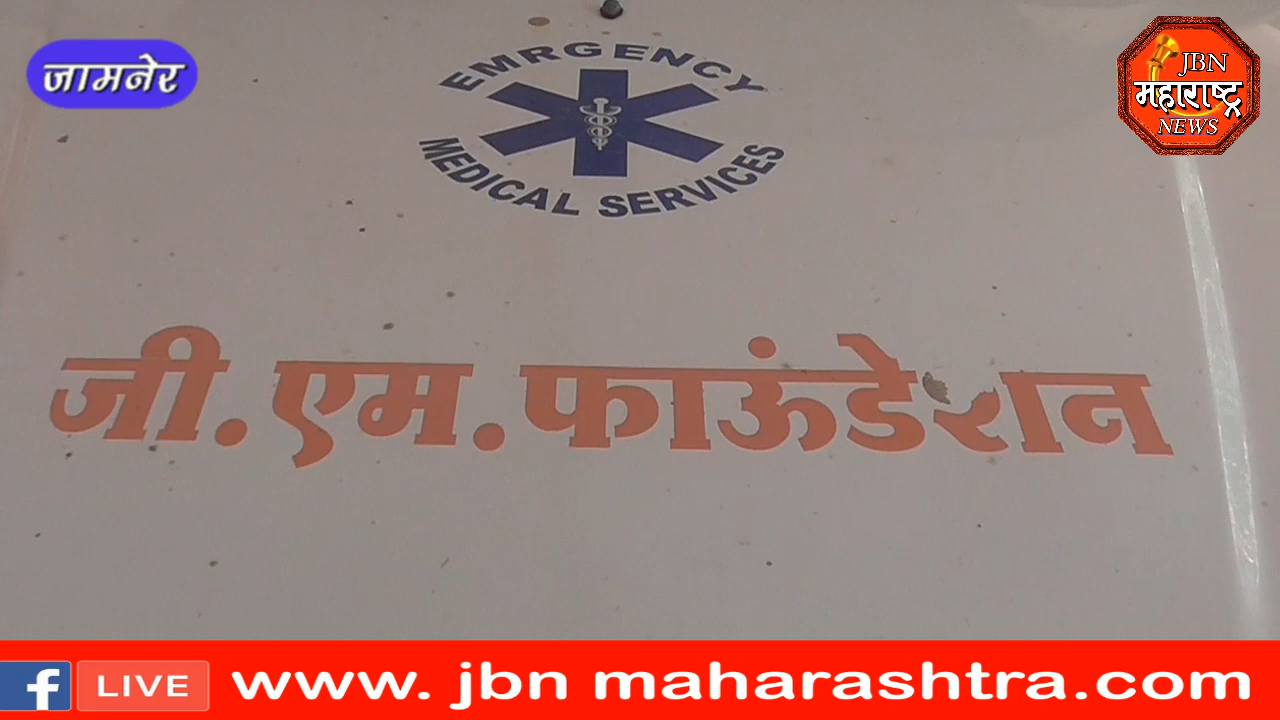 जामनेर
JBN
महाराष्ट्र
NEWS
EMRGENCY
MEDICAL SERVICES
जी.एम.फाऊंडेशन
f LIVE www. jbn maharashtra.com